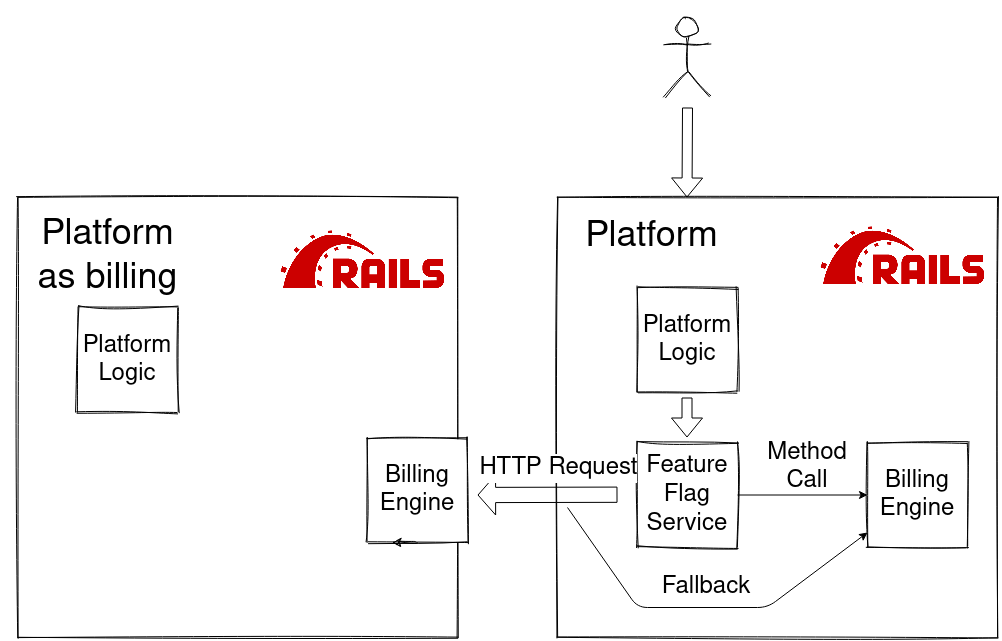 Platform
as billing
RAILS
Platform
Logic
Billing
Engine
HTTP Request
Platform
RAILS
Platform
Logic
Feature
Flag
Service
Method
Call
Billing
Engine
Fallback